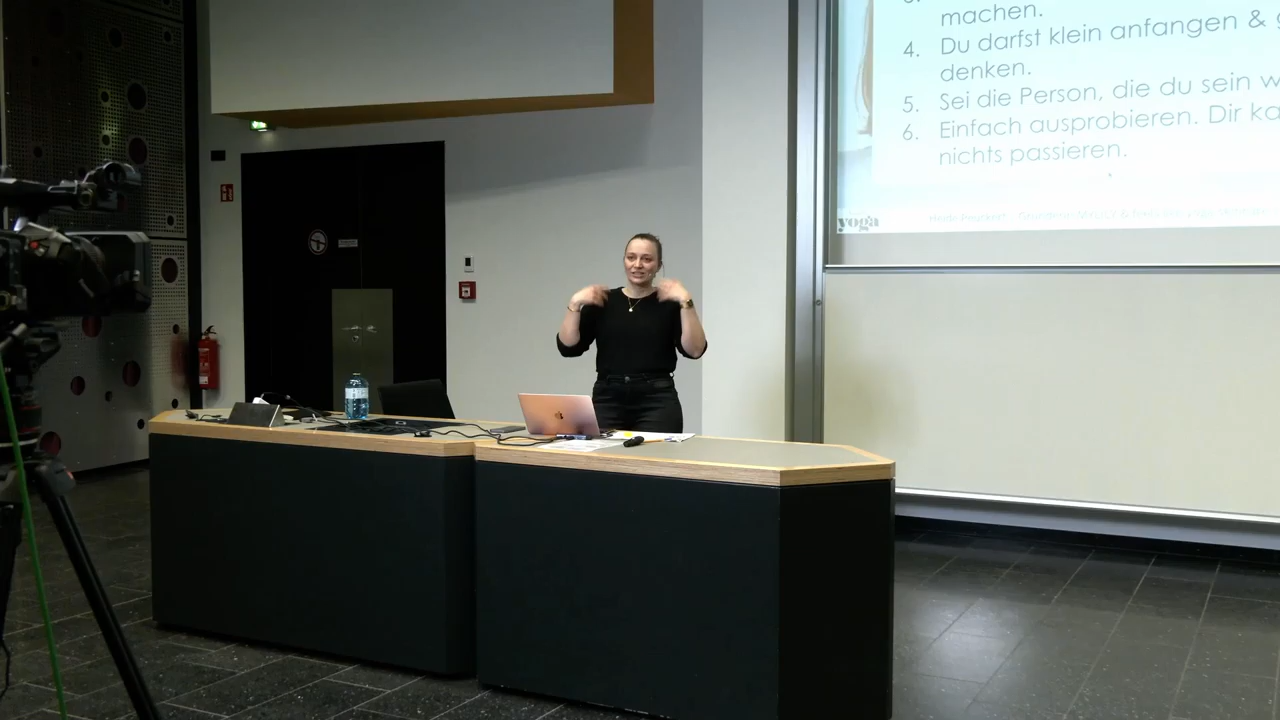 machen.
4. Du darfst klein anfangen &
denken.
5. Sei die Person, die du sein
6. Einfach ausprobieren. Dir
nichts passieren.
yoga